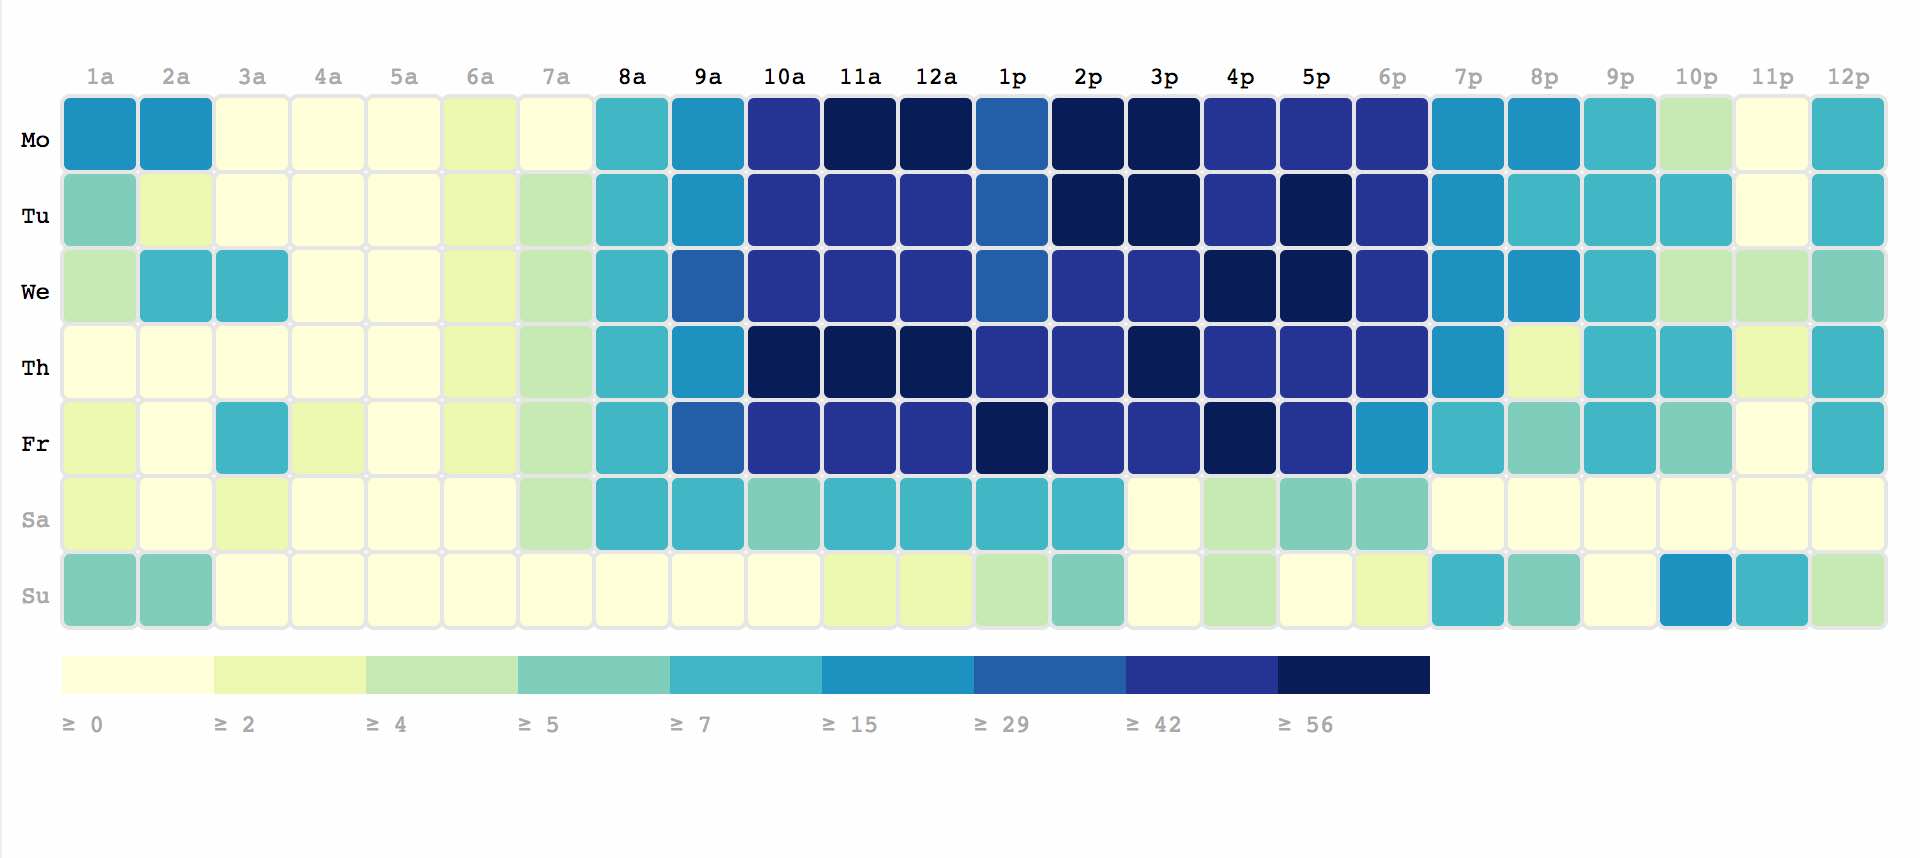 1a 2a 3a 4a 5a 6a 7a 8a 9a 10a 11a 12a 1p 2p 3p 4p 5p 6p 7p 8p 9p 10p 11p 12p
Mo
Tu
We
Th
Fr
Sa
Su
≥ 0 ≥ 2 ≥ 4 ≥ 5 ≥ 7 ≥ 15 ≥ 29 ≥ 42 ≥ 56